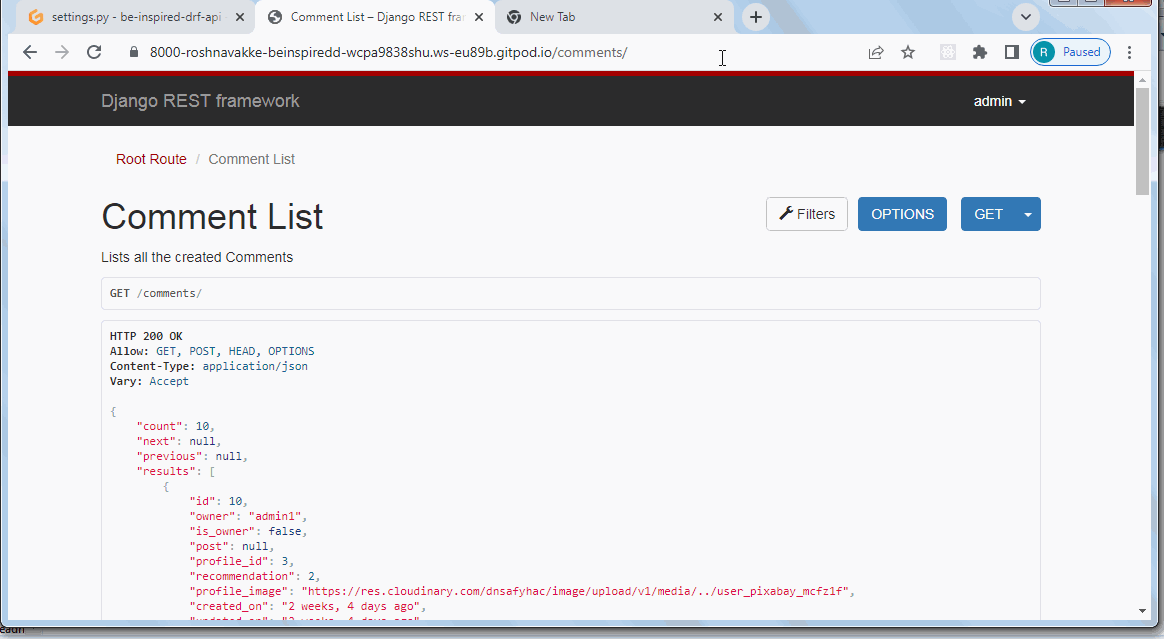 settings.py - be-inspired-drf-api
Comment List – Django REST fra
New Tab
8000-roshnavakke-beinspiredd-wcpa9838shu.ws-eu89b.gitpod.io/comments/
R Paused
Django REST framework
admin
Root Route / Comment List
Comment List
Filters
OPTIONS
GET
Lists all the created Comments
GET /comments/
HTTP 200 OK
Allow: GET, POST, HEAD, OPTIONS
Content-Type: application/json
Vary: Accept
{
"count": 10,
"next": null,
"previous": null,
"results": [
{
"id": 10,
"owner": "admin1",
"is_owner": false,
"post": null,
"profile_id": 3,
"recommendation": 2,
"profile_image": "https://res.cloudinary.com/dnsafyhac/image/upload/v1/media/../user_pixabay_mcfz1f",
"created_on": "2 weeks, 4 days ago",